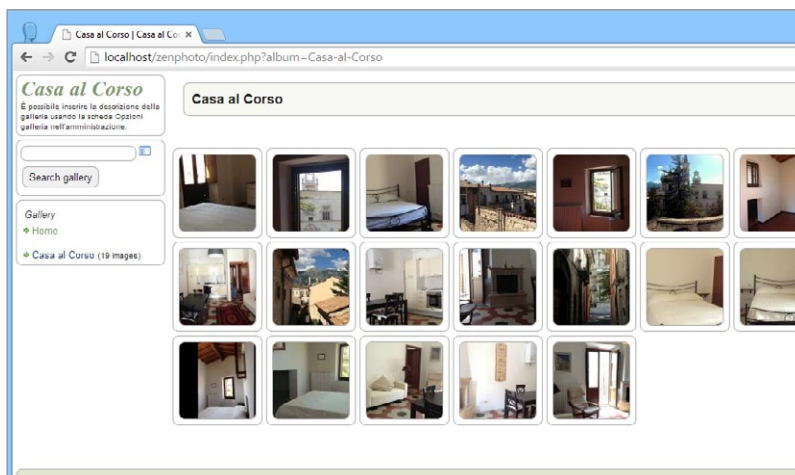 Casa al Corso | Casa al Co
localhost/zenphoto/index.php?album=Casa-al-Corso
Casa al Corso
È possibile inserire la descrizione della
galleria usando la scheda Opzioni
galleria nell'amministrazione.
Casa al Corso
Search gallery
Gallery
Home
Casa al Corso (19 images)